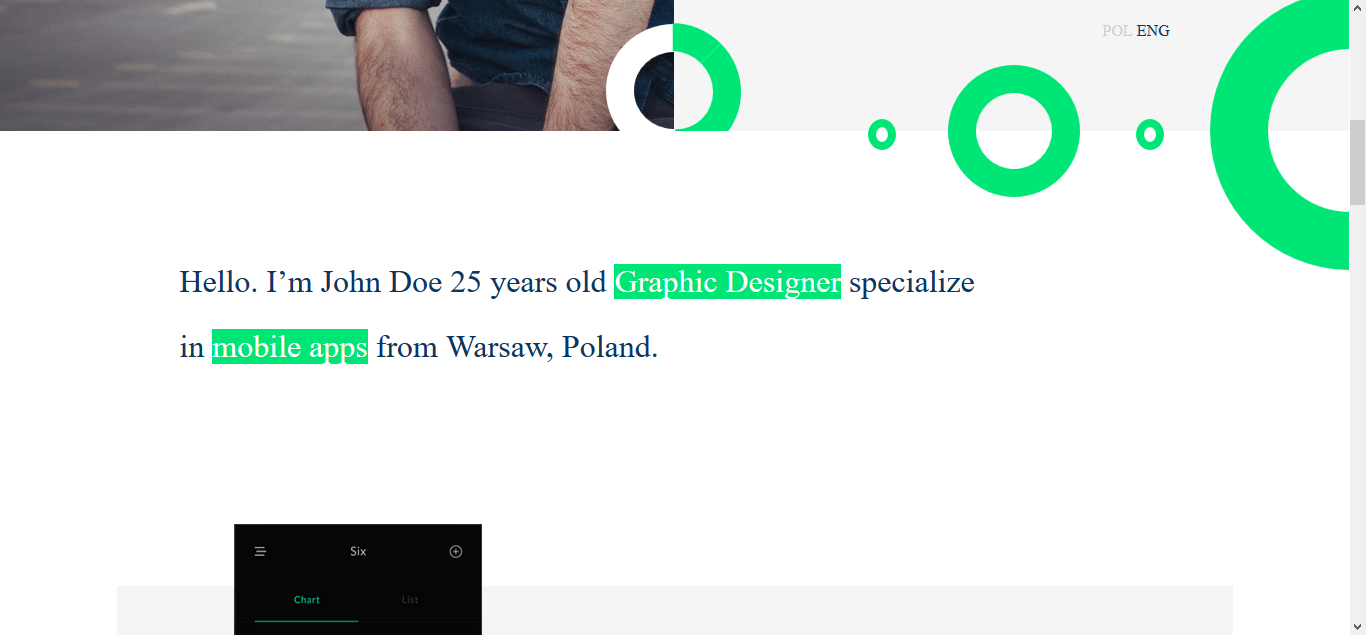 POL ENG
Hello. I’m John Doe 25 years old Graphic Designer specialize
in mobile apps from Warsaw, Poland.
Six
Chart List